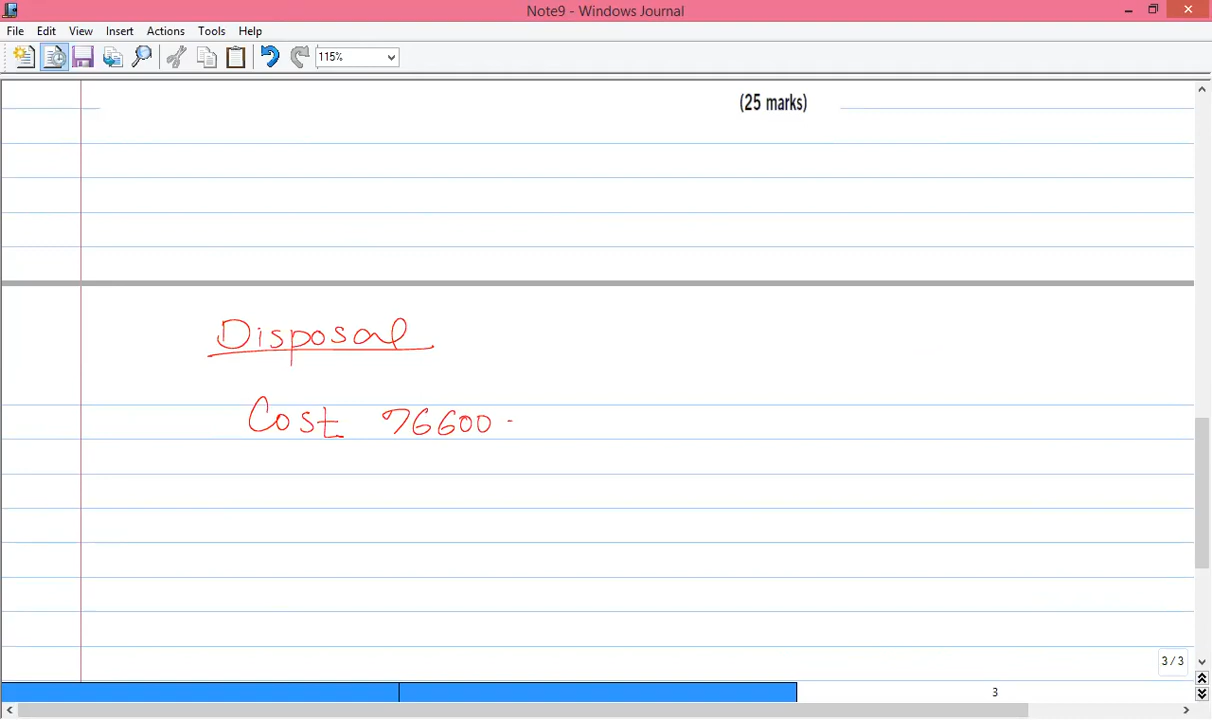 Note9 - Windows Journal
File Edit View Insert Actions Tools Help
115%
(25 marks)
Disposal
Cost 76600 -
3 / 3
3